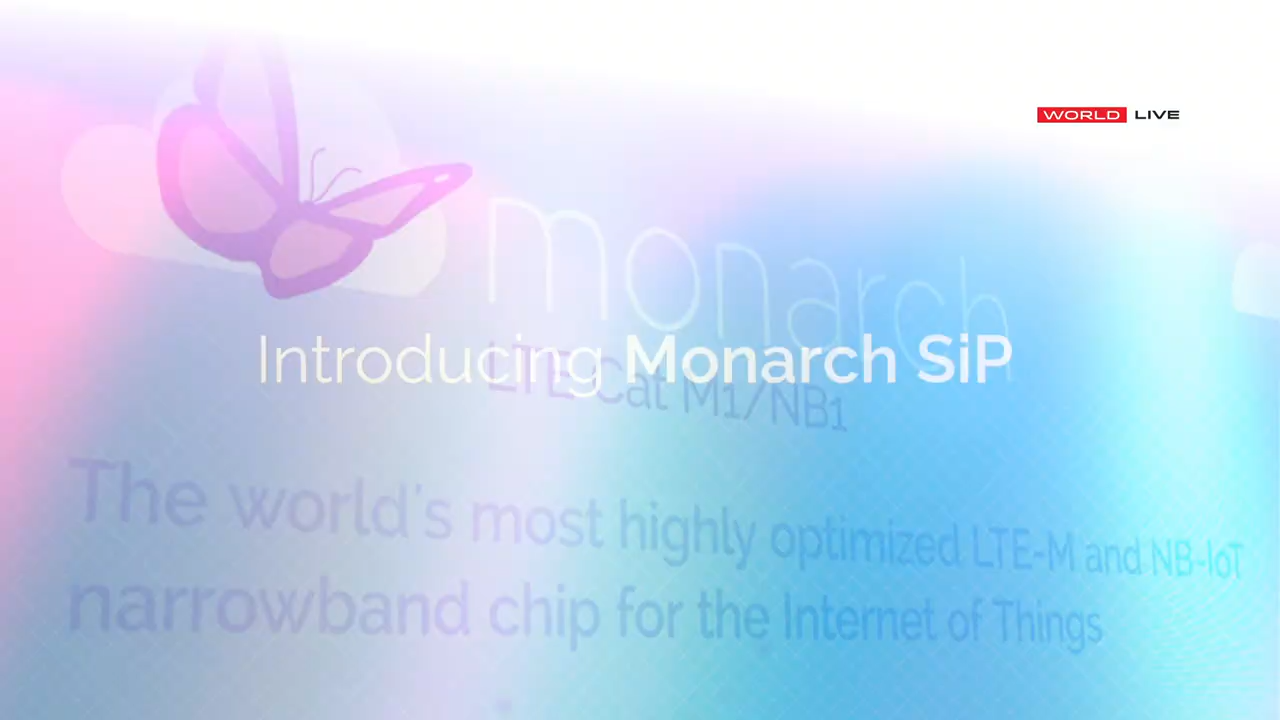 WORLD LIVE
monarch
Introducing Monarch SiP
LTE Cat M1/NB1
The world's most highly optimized LTE-M and NB-IoT
narrowband chip for the Internet of Things